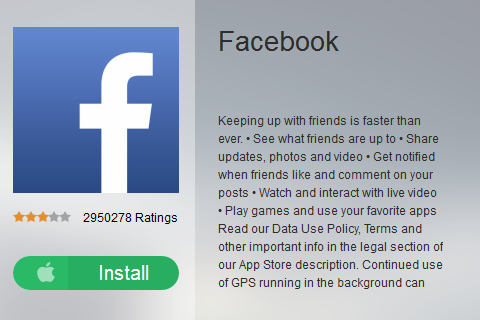 f
Facebook
Keeping up with friends is faster than
ever. • See what friends are up to • Share
updates, photos and video • Get notified
when friends like and comment on your
posts • Watch and interact with live video
• Play games and use your favorite apps
Read our Data Use Policy, Terms and
other important info in the legal section of
our App Store description. Continued use
of GPS running in the background can
2950278 Ratings
Install